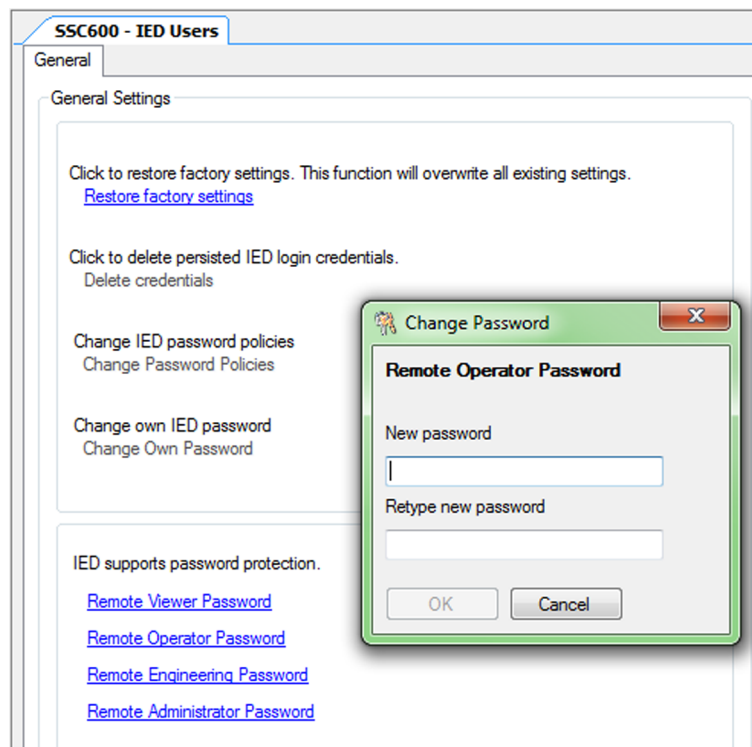 SSC600 - IED Users
General
General Settings
Click to restore factory settings. This function will overwrite all existing settings.
Restore factory settings
Click to delete persisted IED login credentials.
Delete credentials
Change IED password policies
Change Password Policies
Change own IED password
Change Own Password
IED supports password protection.
Remote Viewer Password
Remote Operator Password
Remote Engineering Password
Remote Administrator Password
Change Password
Remote Operator Password
New password
Retype new password
OK
Cancel